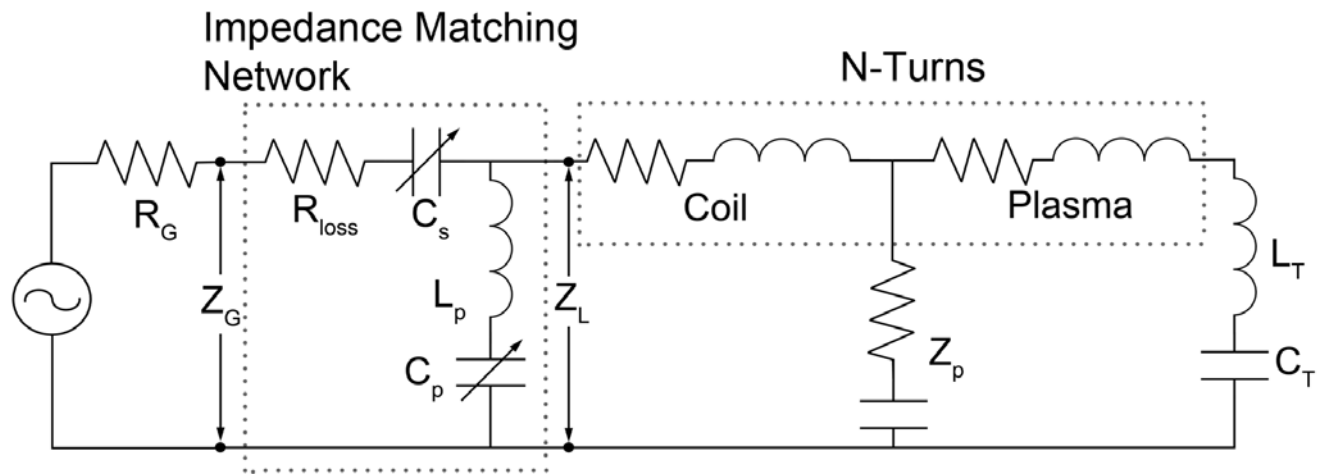 Impedance Matching
Network
N-Turns
R_G
R_loss
C_s
Coil
Plasma
Z_G
L_p
Z_L
L_T
C_p
Z_p
C_T